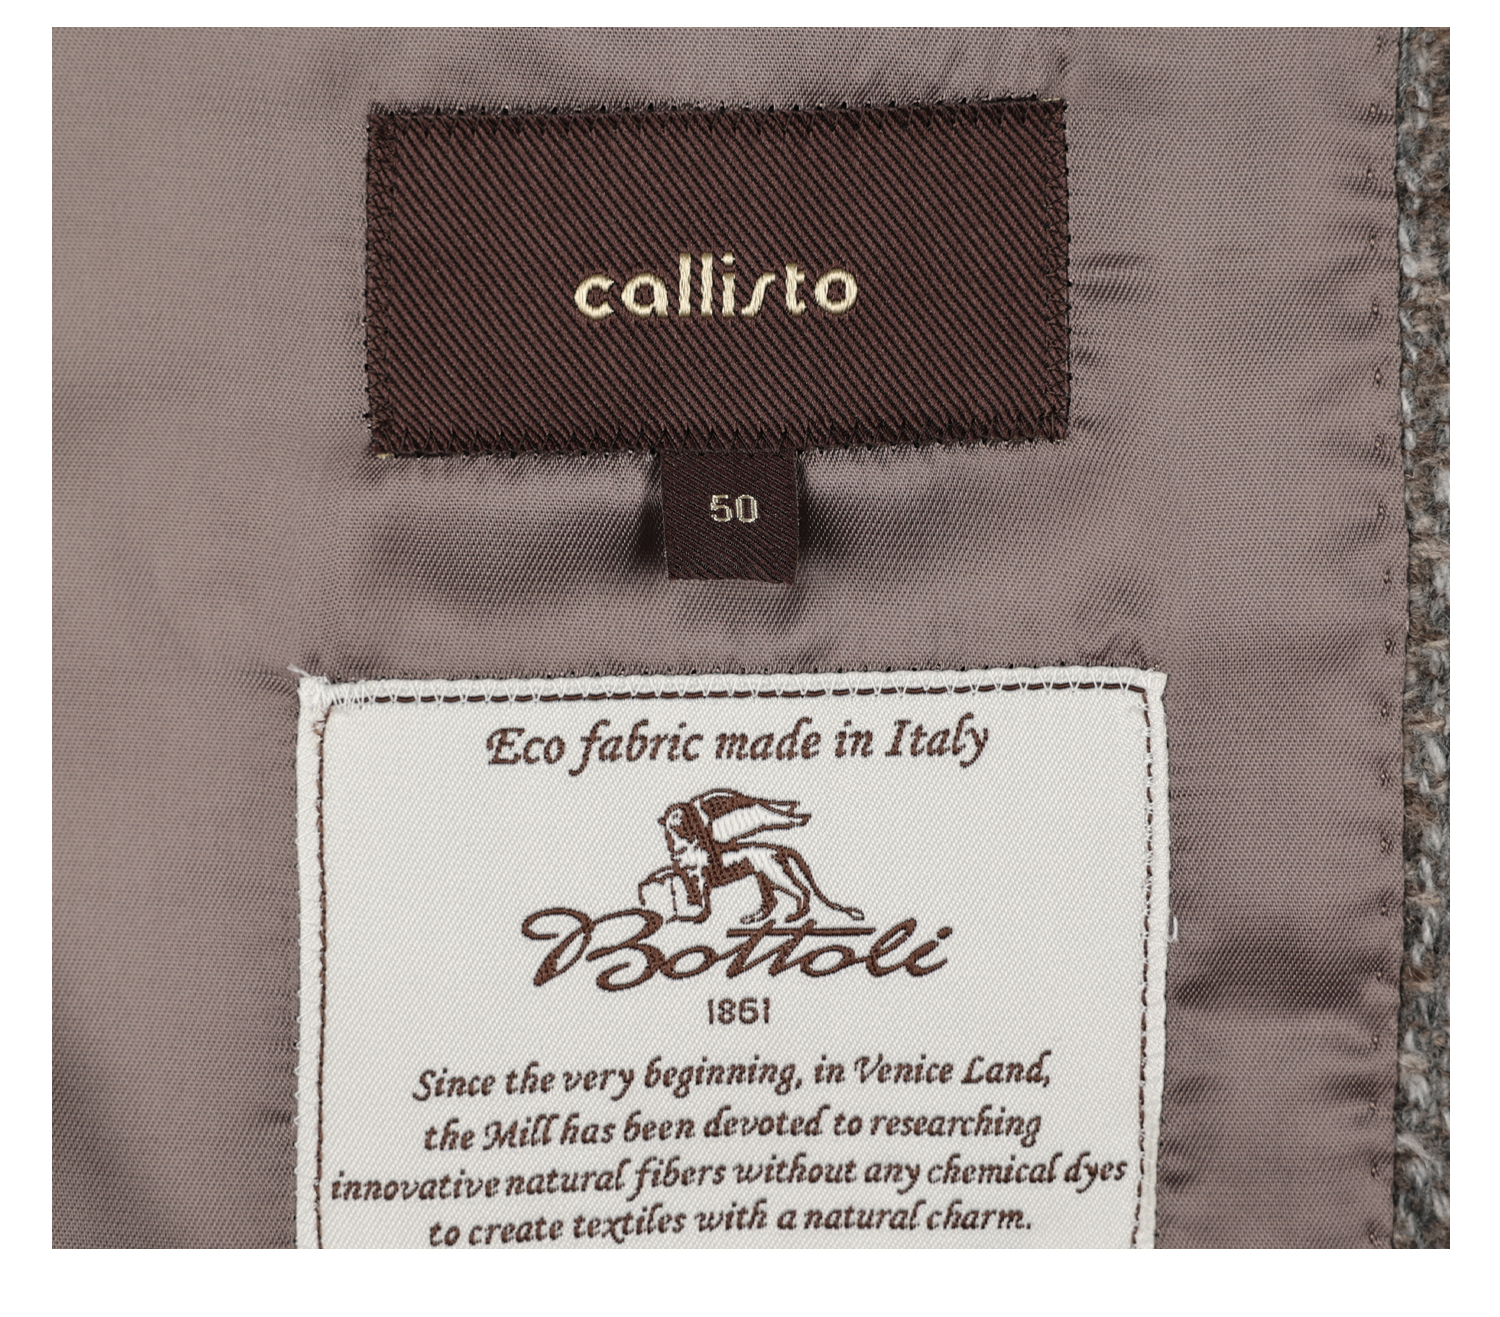 callisto
50
Eco fabric made in Italy
Bottoli
1861
Since the very beginning, in Venice Land,
the Mill has been devoted to researching
innovative natural fibers without any chemical dyes
to create textiles with a natural charm.